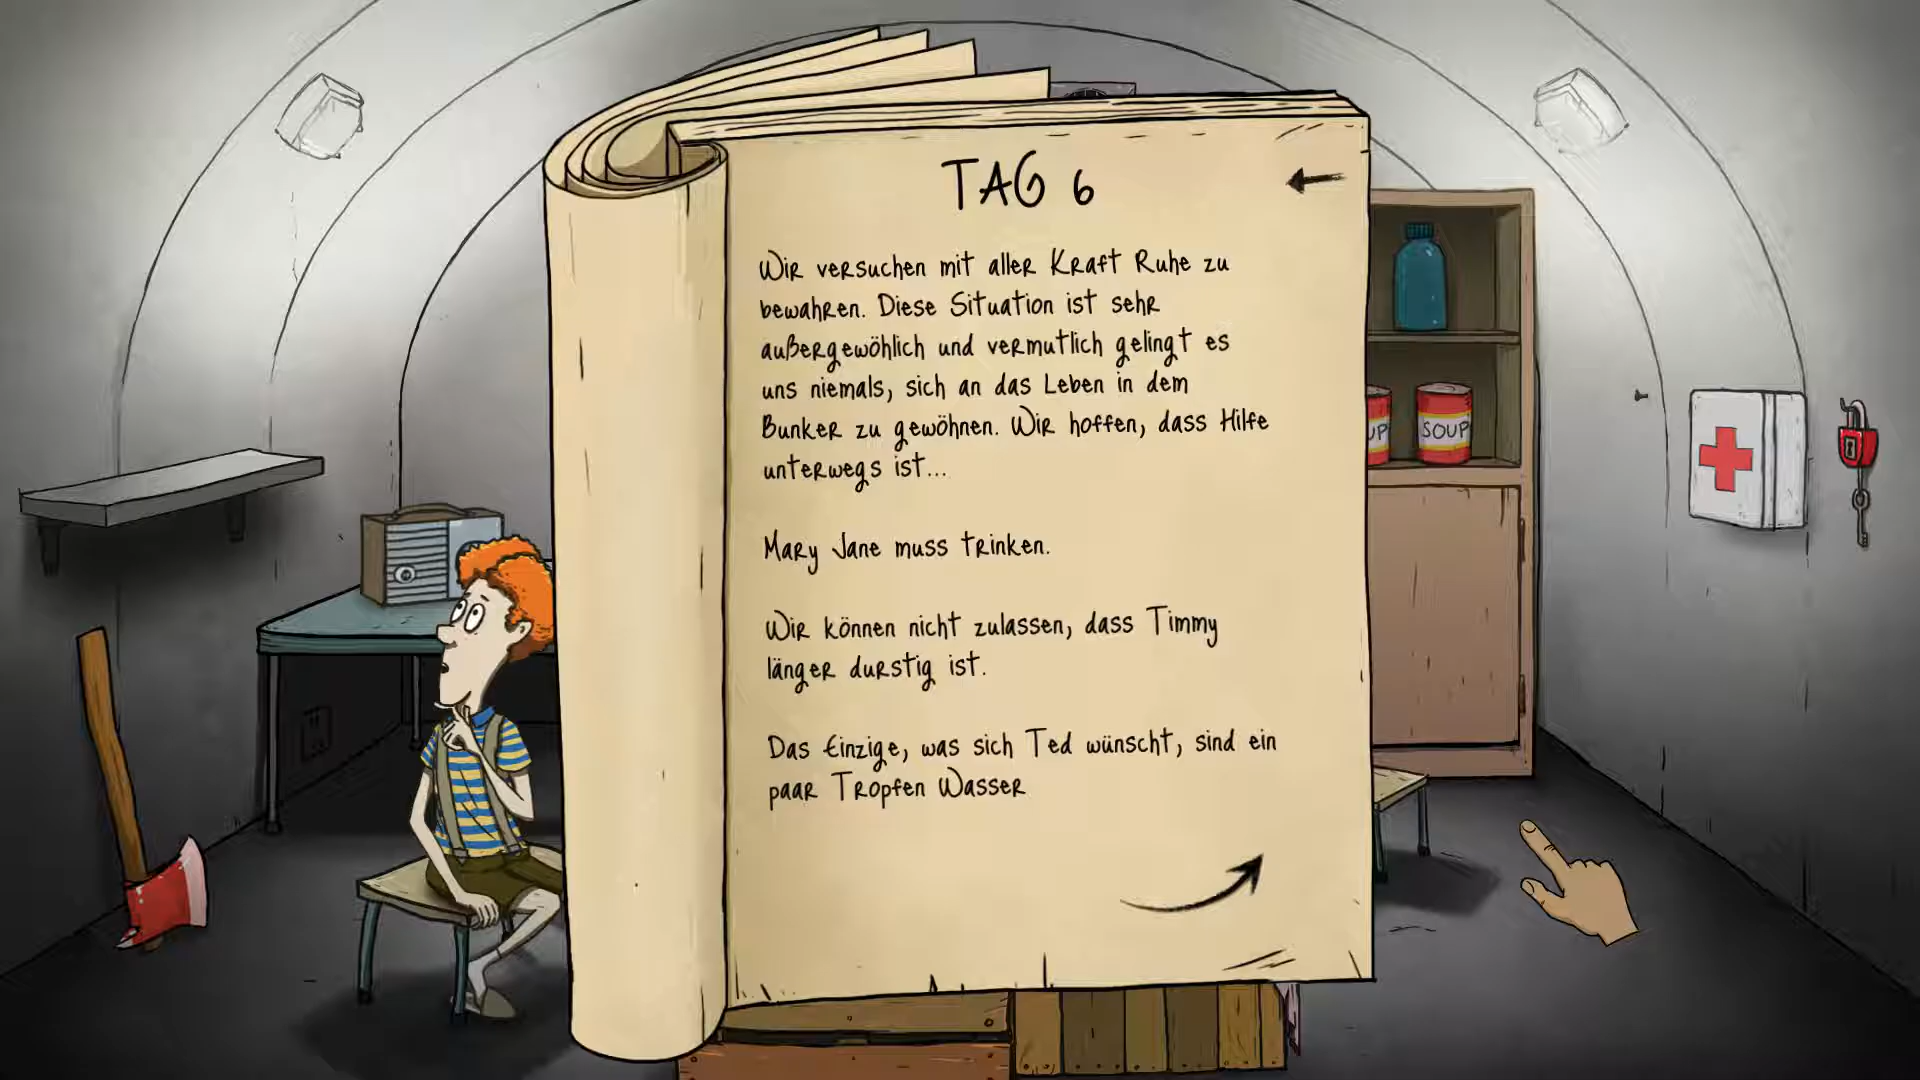 TAG 6
Wir versuchen mit aller Kraft Ruhe zu
bewahren. Diese Situation ist sehr
außergewöhlich und vermutlich gelingt es
uns niemals, sich an das Leben in dem
Bunker zu gewöhnen. Wir hoffen, dass Hilfe
unterwegs ist...
Mary Jane muss trinken.
Wir können nicht zulassen, dass Timmy
länger durstig ist.
Das Einzige, was sich Ted wünscht, sind ein
paar Tropfen Wasser
UP
SOUP